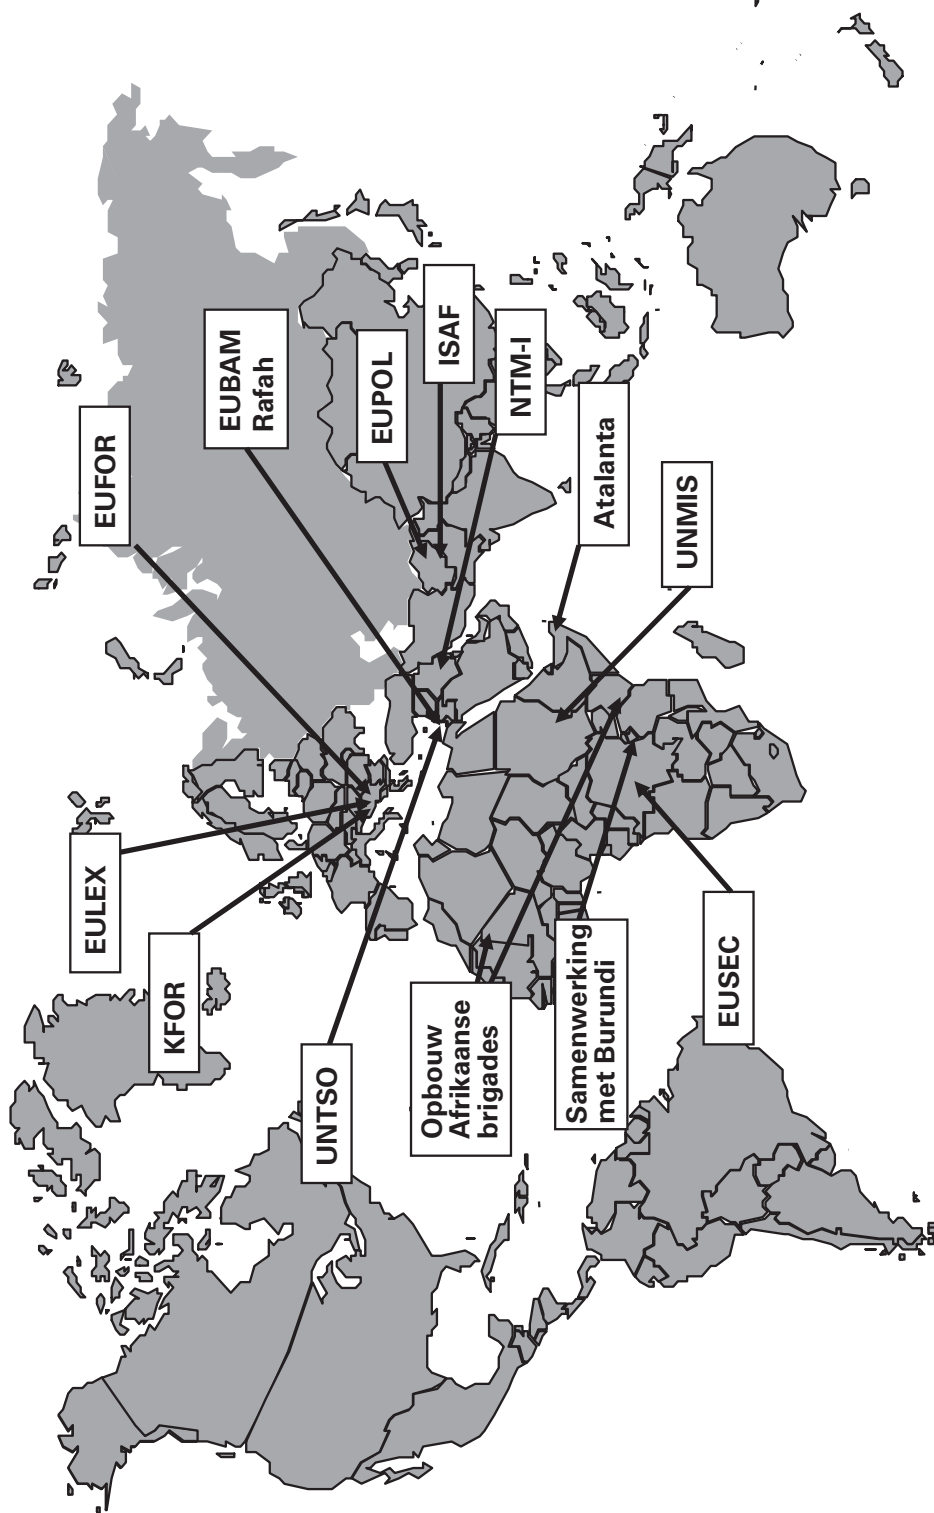 EULEX
KFOR
UNTSO
Opbouw
Afrikaanse
brigades
Samenwerking
met Burundi
EUSEC
EUFOR
EUBAM
Rafah
EUPOL
ISAF
NTM-I
Atalanta
UNMIS